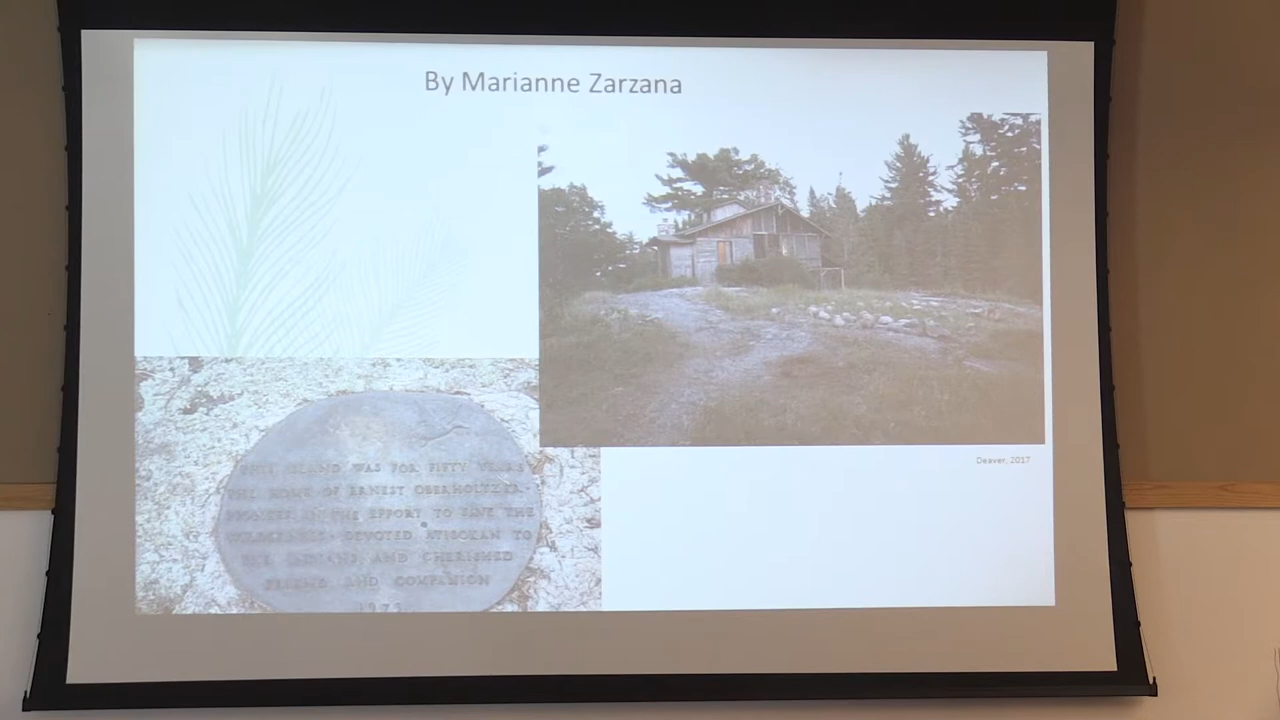 By Marianne Zarzana
Deaver, 2017
THIS ISLAND WAS FOR FIFTY YEARS
THE HOME OF ERNEST OBERHOLTZER·
PIONEER IN THE EFFORT TO SAVE THE
WILDERNESS· DEVOTED ATISOKAN TO
THE INDIANS AND CHERISHED
FRIEND AND COMPANION